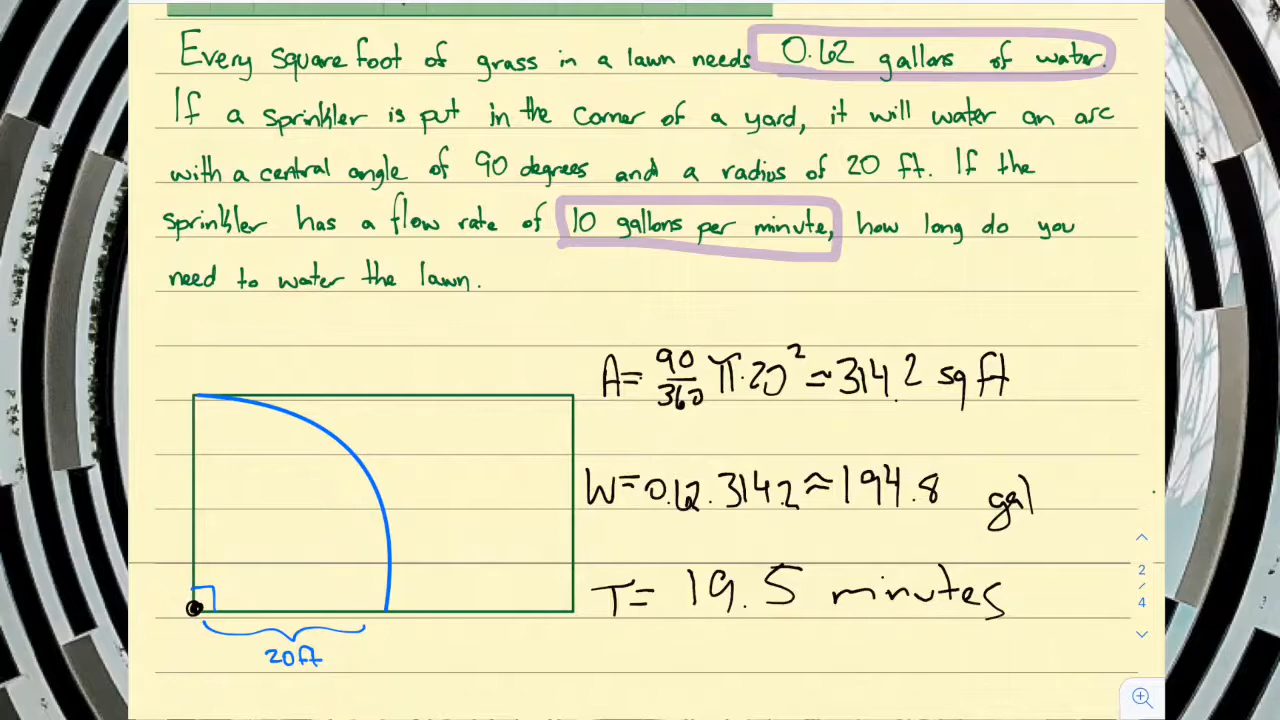 Every square foot of grass in a lawn needs 0.62 gallons of water.
If a sprinkler is put in the corner of a yard, it will water an arc
with a central angle of 90 degrees and a radius of 20 ft. If the
sprinkler has a flow rate of 10 gallons per minute, how long do you
need to water the lawn.
A = 90/360 π·20² ≈ 314.2 sq ft
W = 0.62 · 314.2 ≈ 194.8 gal
T = 19.5 minutes
20ft
2
/
4